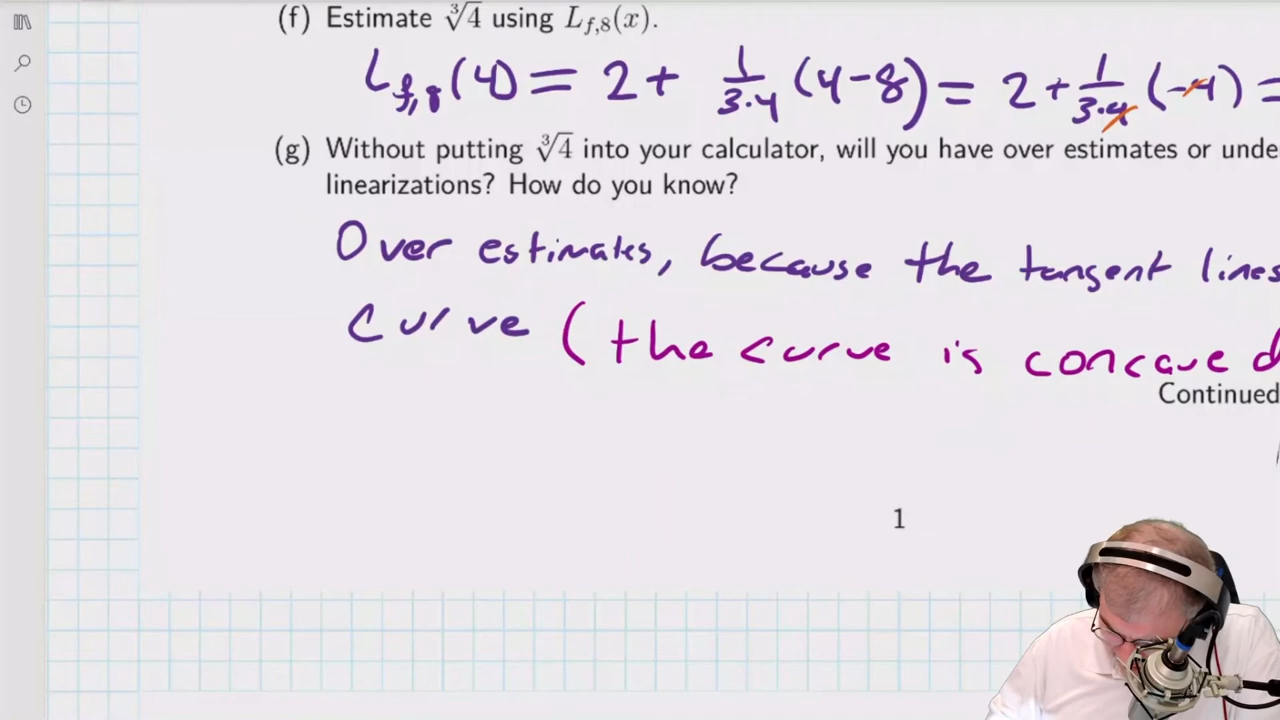 (f) Estimate ∛4 using L_{f,8}(x).
L_{f,8}(4) = 2 + 1/(3·4) (4-8) = 2 + 1/(3·4) (-4) =
(g) Without putting ∛4 into your calculator, will you have over estimates or unde
linearizations? How do you know?
Over estimates, because the tangent lines
curve (the curve is concave d
Continued
1